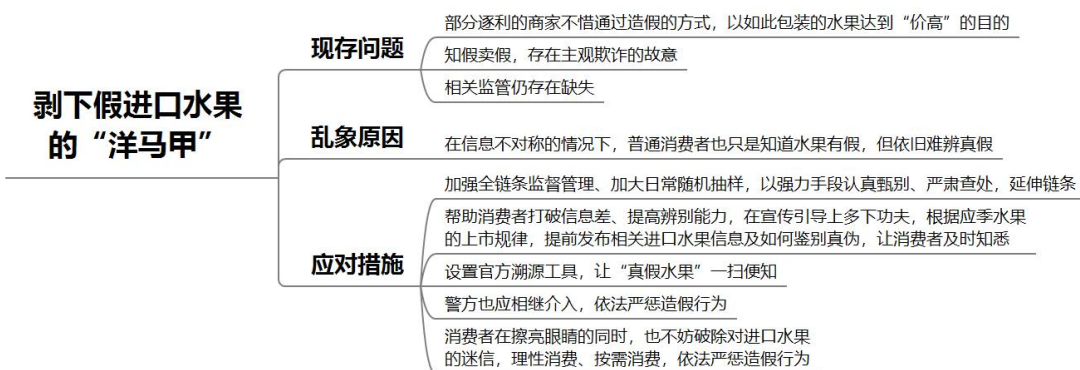 剥下假进口水果
的“洋马甲”
现存问题
部分逐利的商家不惜通过造假的方式，以如此包装的水果达到“价高”的目的
知假卖假，存在主观欺诈的故意
相关监管仍存在缺失
乱象原因
在信息不对称的情况下，普通消费者也只是知道水果有假，但依旧难辨真假
应对措施
加强全链条监督管理、加大日常随机抽样，以强力手段认真甄别、严肃查处，延伸链条
帮助消费者打破信息差、提高辨别能力，在宣传引导上多下功夫，根据应季水果
的上市规律，提前发布相关进口水果信息及如何鉴别真伪，让消费者及时知悉
设置官方溯源工具，让“真假水果”一扫便知
警方也应相继介入，依法严惩造假行为
消费者在擦亮眼睛的同时，也不妨破除对进口水果
的迷信，理性消费、按需消费，依法严惩造假行为